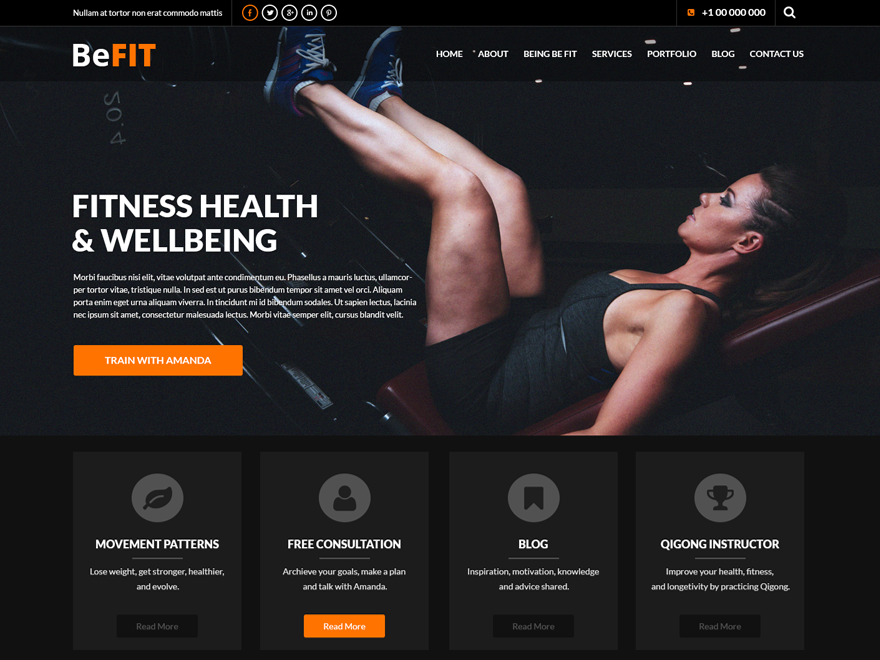 Nullam at tortor non erat commodo mattis
+1 00 000 000
BeFIT
HOME ABOUT BEING BE FIT SERVICES PORTFOLIO BLOG CONTACT US
20.4
FITNESS HEALTH
& WELLBEING
Morbi faucibus nisi elit, vitae volutpat ante condimentum eu. Phasellus a mauris luctus, ullamcor-
per tortor vitae, tristique nulla. In sed est ut purus bibendum tempor sit amet vel orci. Aliquam
porta enim eget urna aliquam viverra. In tincidunt mi id bibendum sodales. Ut sapien lectus, lacinia
nec ipsum sit amet, consectetur malesuada lectus. Morbi vitae semper elit, cursus blandit velit.
TRAIN WITH AMANDA
MOVEMENT PATTERNS
Lose weight, get stronger, healthier,
and evolve.
Read More
FREE CONSULTATION
Archieve your goals, make a plan
and talk with Amanda.
Read More
BLOG
Inspiration, motivation, knowledge
and advice shared.
Read More
QIGONG INSTRUCTOR
Improve your health, fitness,
and longetivity by practicing Qigong.
Read More